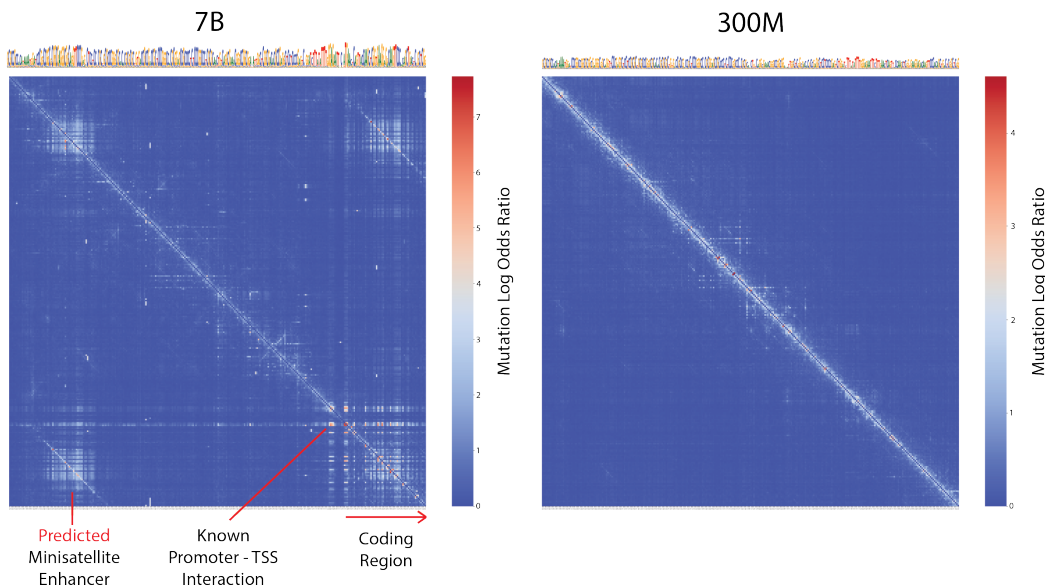 7B
300M
7
6
5
4
3
2
1
0
Mutation Log Odds Ratio
4
3
2
1
0
Mutation Log Odds Ratio
Predicted
Minisatellite
Enhancer
Known
Promoter - TSS
Interaction
Coding
Region